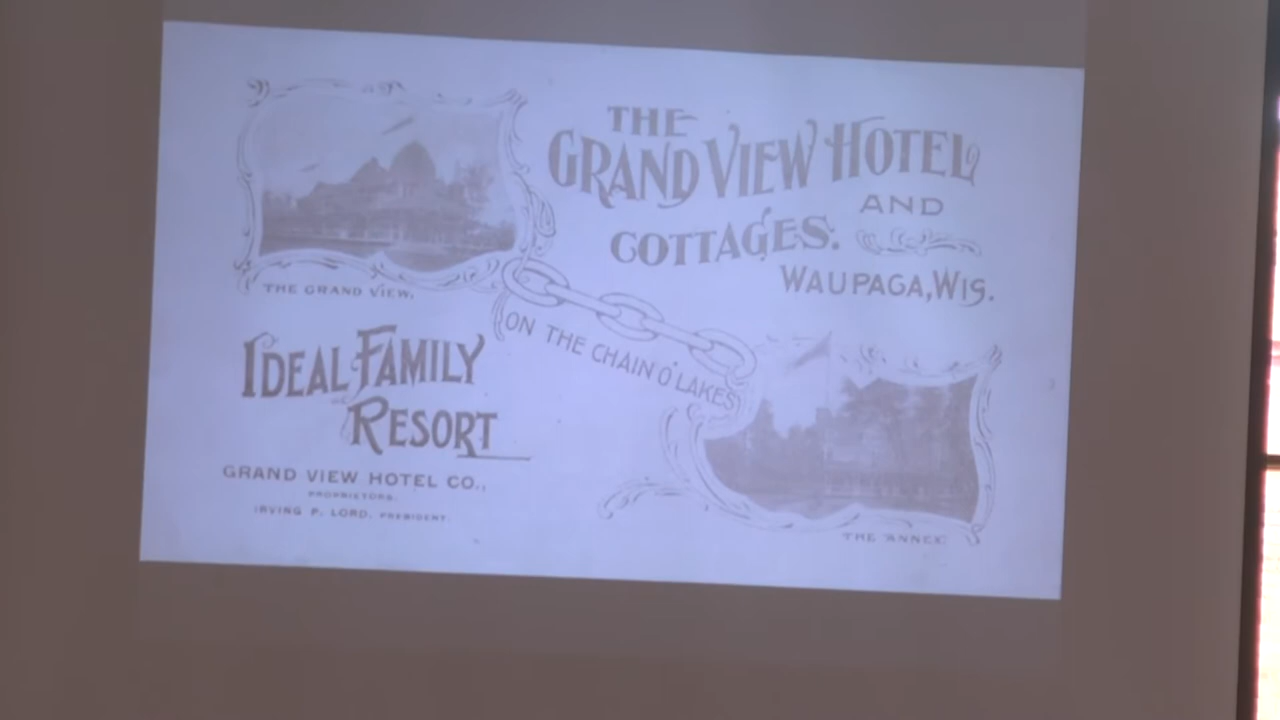 THE
GRAND VIEW HOTEL
AND
COTTAGES.
WAUPAGA, WIS.
THE GRAND VIEW,
ON THE CHAIN O'LAKES
IDEAL FAMILY
RESORT
GRAND VIEW HOTEL CO.,
PROPRIETORS.
IRVING P. LORD, PRESIDENT.
THE "ANNEX"